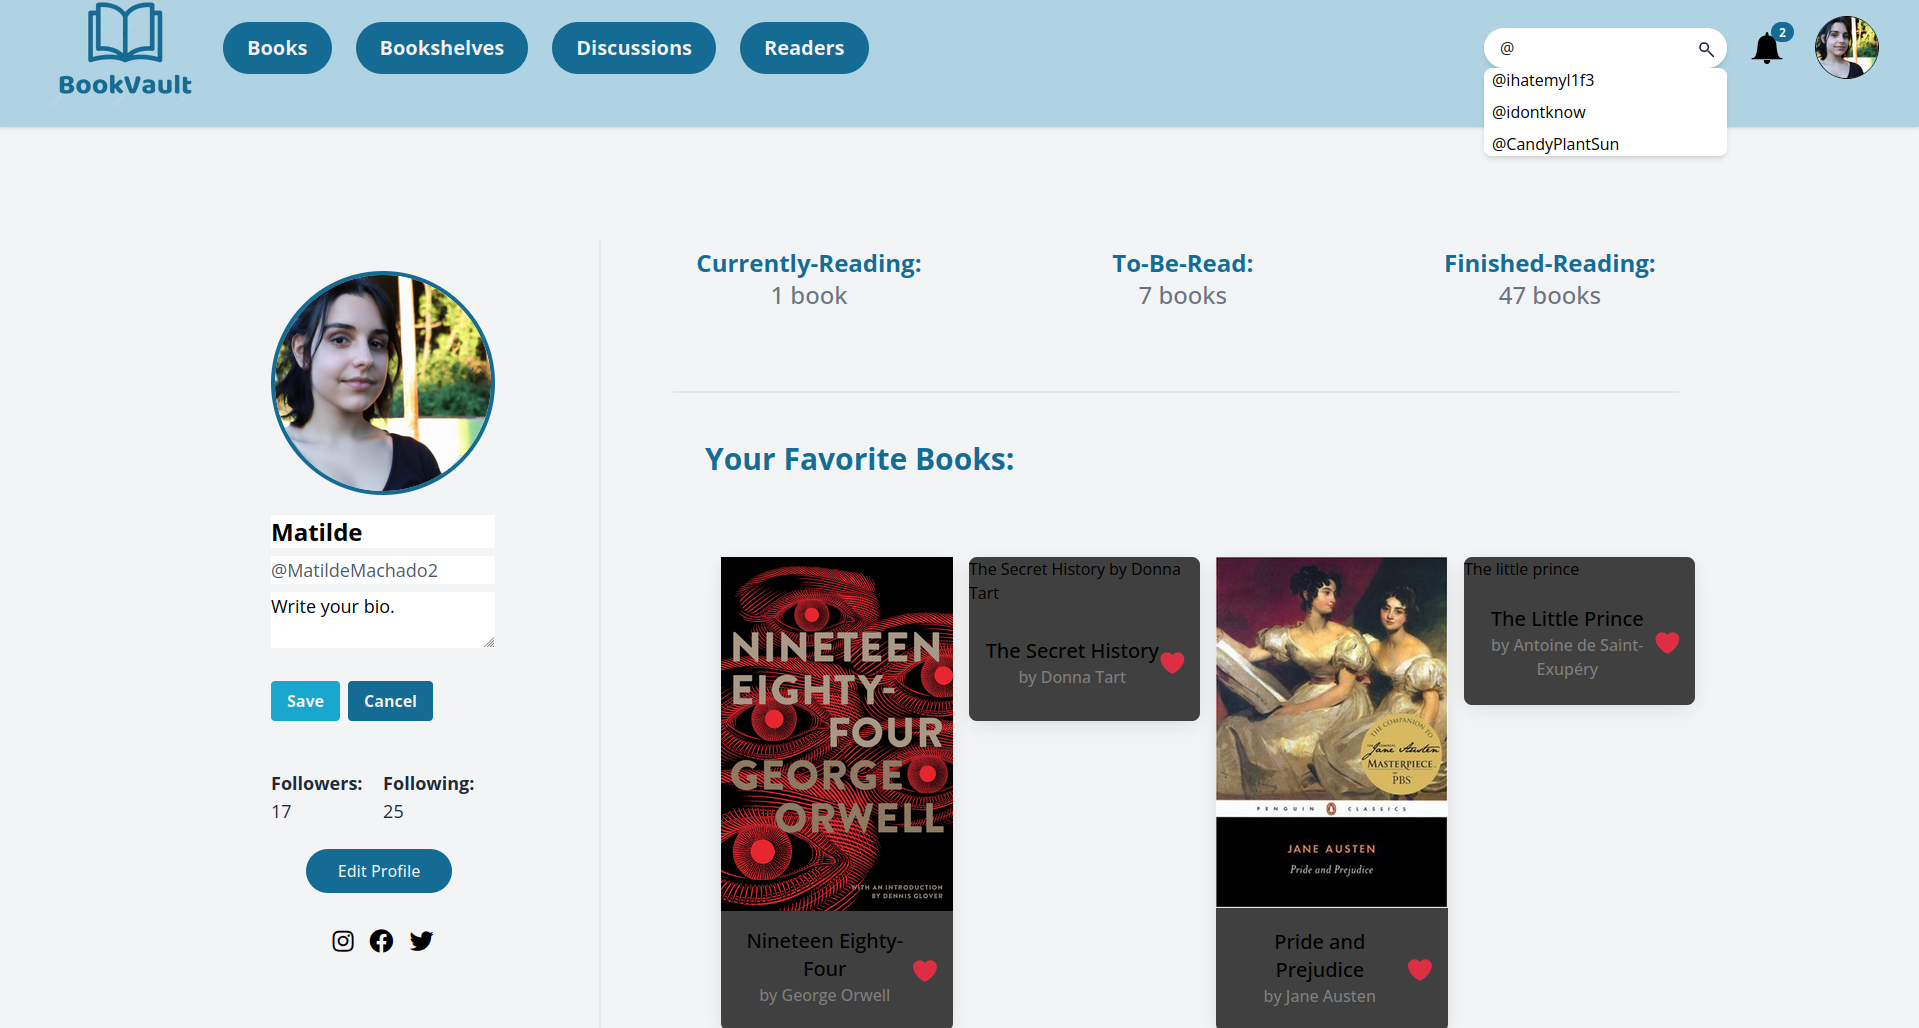 BookVault
Books
Bookshelves
Discussions
Readers
@
2
@ihatemyl1f3
@idontknow
@CandyPlantSun
Matilde
@MatildeMachado2
Write your bio.
Save
Cancel
Followers:
Following:
17
25
Edit Profile
Currently-Reading:
1 book
To-Be-Read:
7 books
Finished-Reading:
47 books
Your Favorite Books:
NINETEEN
EIGHTY-
FOUR
GEORGE
ORWELL
WITH AN INTRODUCTION
BY DENNIS GLOVER
Nineteen Eighty-
Four
by George Orwell
The Secret History by Donna
Tart
The Secret History
by Donna Tart
THE COMPANION TO
Jane Austen
MASTERPIECE
PBS
PENGUIN CLASSICS
JANE AUSTEN
Pride and Prejudice
Pride and
Prejudice
by Jane Austen
The little prince
The Little Prince
by Antoine de Saint-
Exupéry